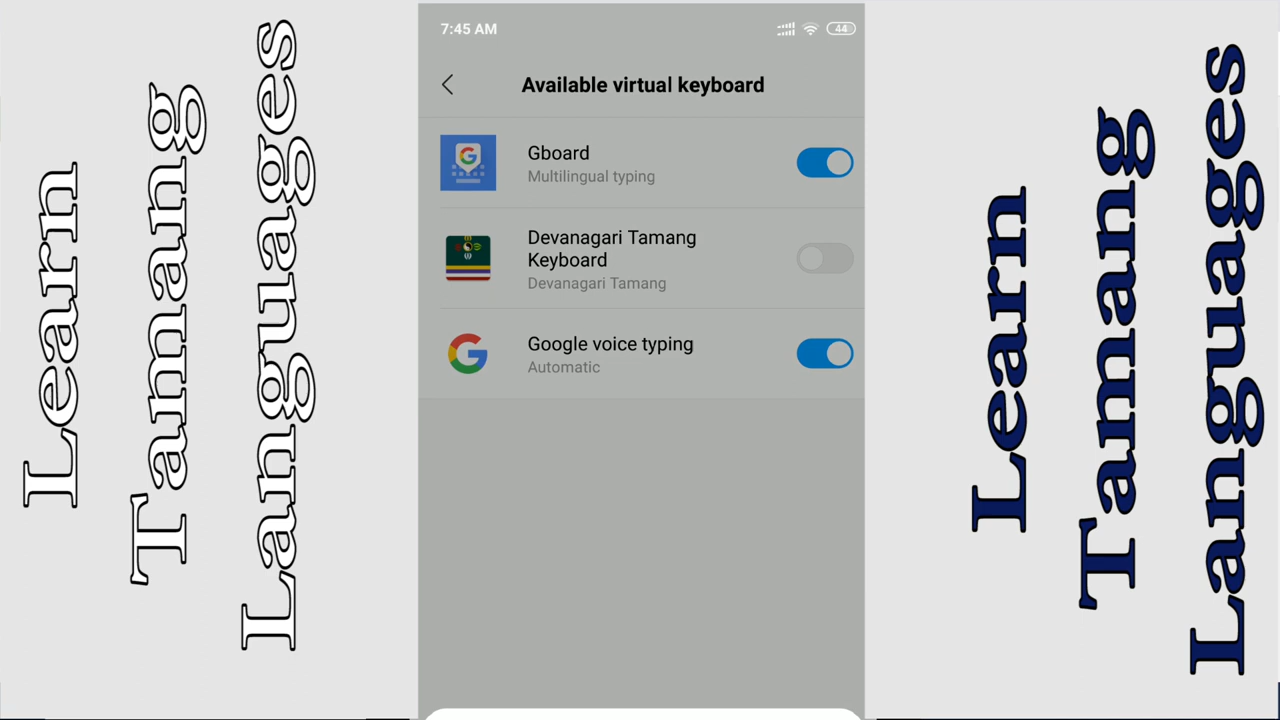 Learn
Tamang
Languages
7:45 AM
44
Available virtual keyboard
Gboard
Multilingual typing
Devanagari Tamang
Keyboard
Devanagari Tamang
Google voice typing
Automatic
Learn
Tamang
Languages